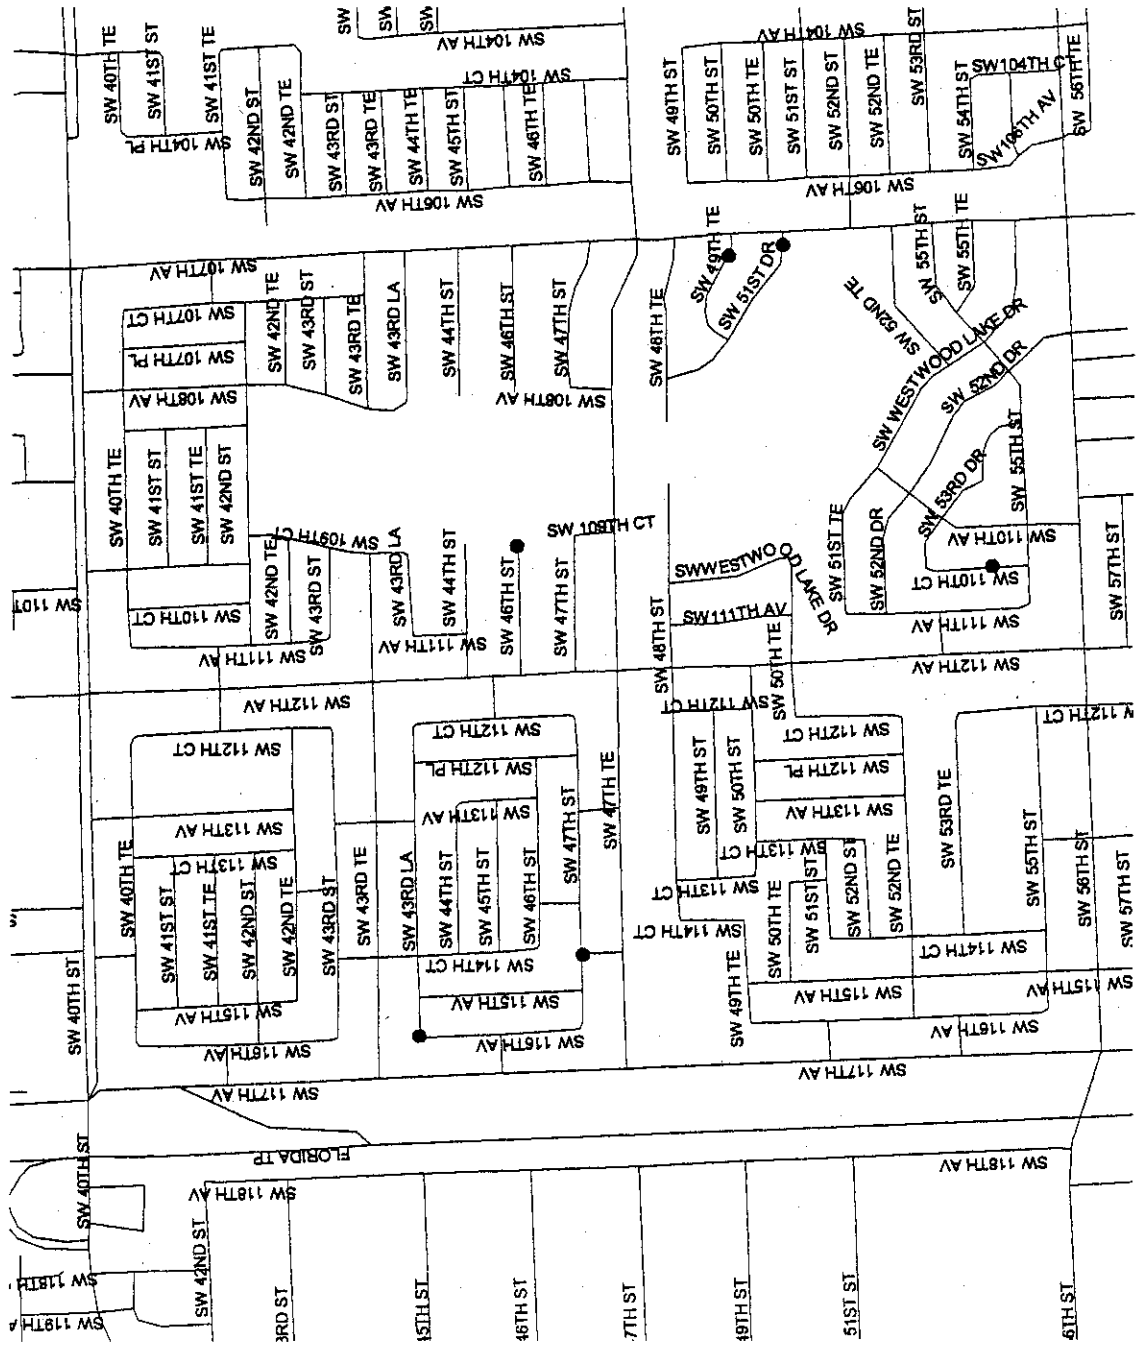 SW 40TH TE
SW 41ST ST
SW 41ST TE
SW 104TH PL
SW 42ND ST
SW 42ND TE
SW 43RD ST
SW 43RD TE
SW 44TH TE
SW 45TH ST
SW 46TH TE
SW
SW
SW
SW 104TH AV
SW 104TH CT
SW 106TH AV
SW 104TH AV
SW 49TH ST
SW 50TH ST
SW 50TH TE
SW 51ST ST
SW 52ND ST
SW 52ND TE
SW 53RD ST
SW 54TH ST
SW104TH CT
SW106TH AV
SW 56TH TE
SW 106TH AV
SW 107TH AV
SW 107TH CT
SW 107TH PL
SW 108TH AV
SW 42ND TE
SW 43RD ST
SW 43RD TE
SW 43RD LA
SW 44TH ST
SW 46TH ST
SW 47TH ST
SW 108TH AV
SW 48TH TE
SW 49TH TE
SW 51ST DR
SW 52ND TE
SW 55TH ST
SW 55TH TE
SW WESTWOOD LAKE DR
SW 52ND DR
SW 53RD DR
SW 55TH ST
SW 40TH TE
SW 41ST ST
SW 41ST TE
SW 42ND ST
SW 109TH CT
SW 42ND TE
SW 43RD ST
SW 43RD LA
SW 44TH ST
SW 46TH ST
SW 47TH ST
SW 109TH CT
SW 110T
SW 110TH CT
SW 111TH AV
SW 111TH AV
SW 48TH ST
SWWESTWOOD LAKE DR
SW111TH AV
SW 50TH TE
SW 51ST TE
SW 52ND DR
SW 110TH AV
SW 110TH CT
SW 111TH AV
SW 57TH ST
SW 112TH AV
SW 112TH AV
SW 112TH CT
SW 112TH CT
SW 112TH PL
SW 113TH AV
SW 47TH ST
SW 47TH TE
SW 112TH CT
SW 49TH ST
SW 50TH ST
SW 112TH CT
SW 112TH PL
SW 113TH AV
SW 113TH CT
SW 53RD TE
SW 55TH ST
SW 112TH CT
SW 40TH TE
SW 113TH AV
SW 113TH CT
SW 41ST ST
SW 41ST TE
SW 42ND ST
SW 42ND TE
SW 43RD ST
SW 43RD TE
SW 43RD LA
SW 44TH ST
SW 45TH ST
SW 46TH ST
SW 114TH CT
SW 115TH AV
SW 116TH AV
SW 113TH CT
SW 114TH CT
SW 49TH TE
SW 50TH TE
SW 51ST ST
SW 52ND ST
SW 52ND TE
SW 114TH CT
SW 115TH AV
SW 116TH AV
SW 56TH ST
SW 57TH ST
SW 115TH AV
SW 40TH ST
SW 115TH AV
SW 116TH AV
SW 117TH AV
SW 117TH AV
FLORIDA TP
SW 40TH ST
SW 118TH AV
SW 118TH AV
SW 42ND ST
SW 118TH
SW 119TH A
3RD ST
45TH ST
46TH ST
7TH ST
49TH ST
51ST ST
6TH ST